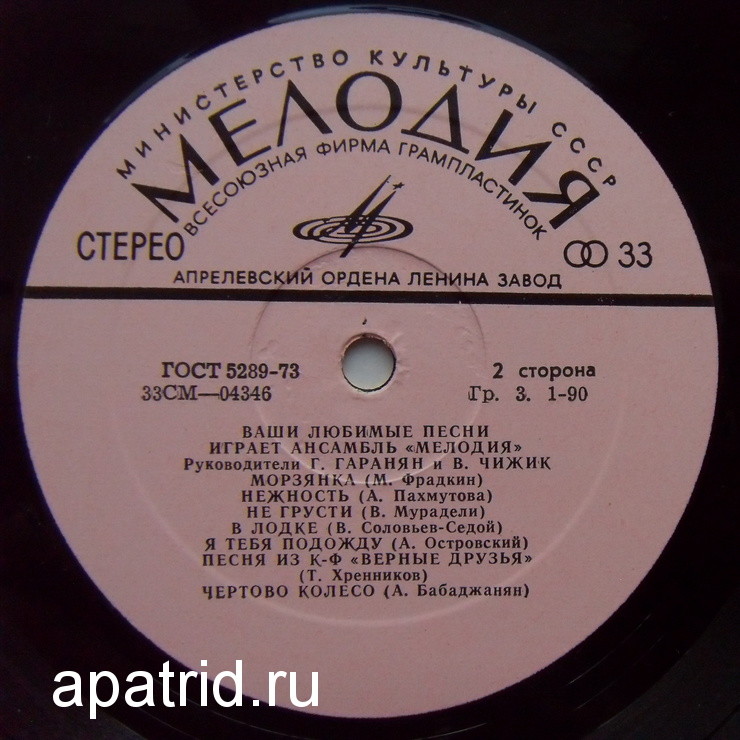 МИНИСТЕРСТВО КУЛЬТУРЫ СССР
МЕЛОДИЯ
ВСЕСОЮЗНАЯ ФИРМА ГРАМПЛАСТИНОК
СТЕРЕО
33
АПРЕЛЕВСКИЙ ОРДЕНА ЛЕНИНА ЗАВОД
ГОСТ 5289-73
2 сторона
33СМ—04346
Гр. 3. 1-90
ВАШИ ЛЮБИМЫЕ ПЕСНИ
ИГРАЕТ АНСАМБЛЬ «МЕЛОДИЯ»
Руководители Г. ГАРАНЯН и В. ЧИЖИК
МОРЗЯНКА (М. Фрадкин)
НЕЖНОСТЬ (А. Пахмутова)
НЕ ГРУСТИ (В. Мурадели)
В ЛОДКЕ (В. Соловьев-Седой)
Я ТЕБЯ ПОДОЖДУ (А. Островский)
ПЕСНЯ ИЗ К-Ф «ВЕРНЫЕ ДРУЗЬЯ»
(Т. Хренников)
ЧЕРТОВО КОЛЕСО (А. Бабаджанян)
apatrid.ru